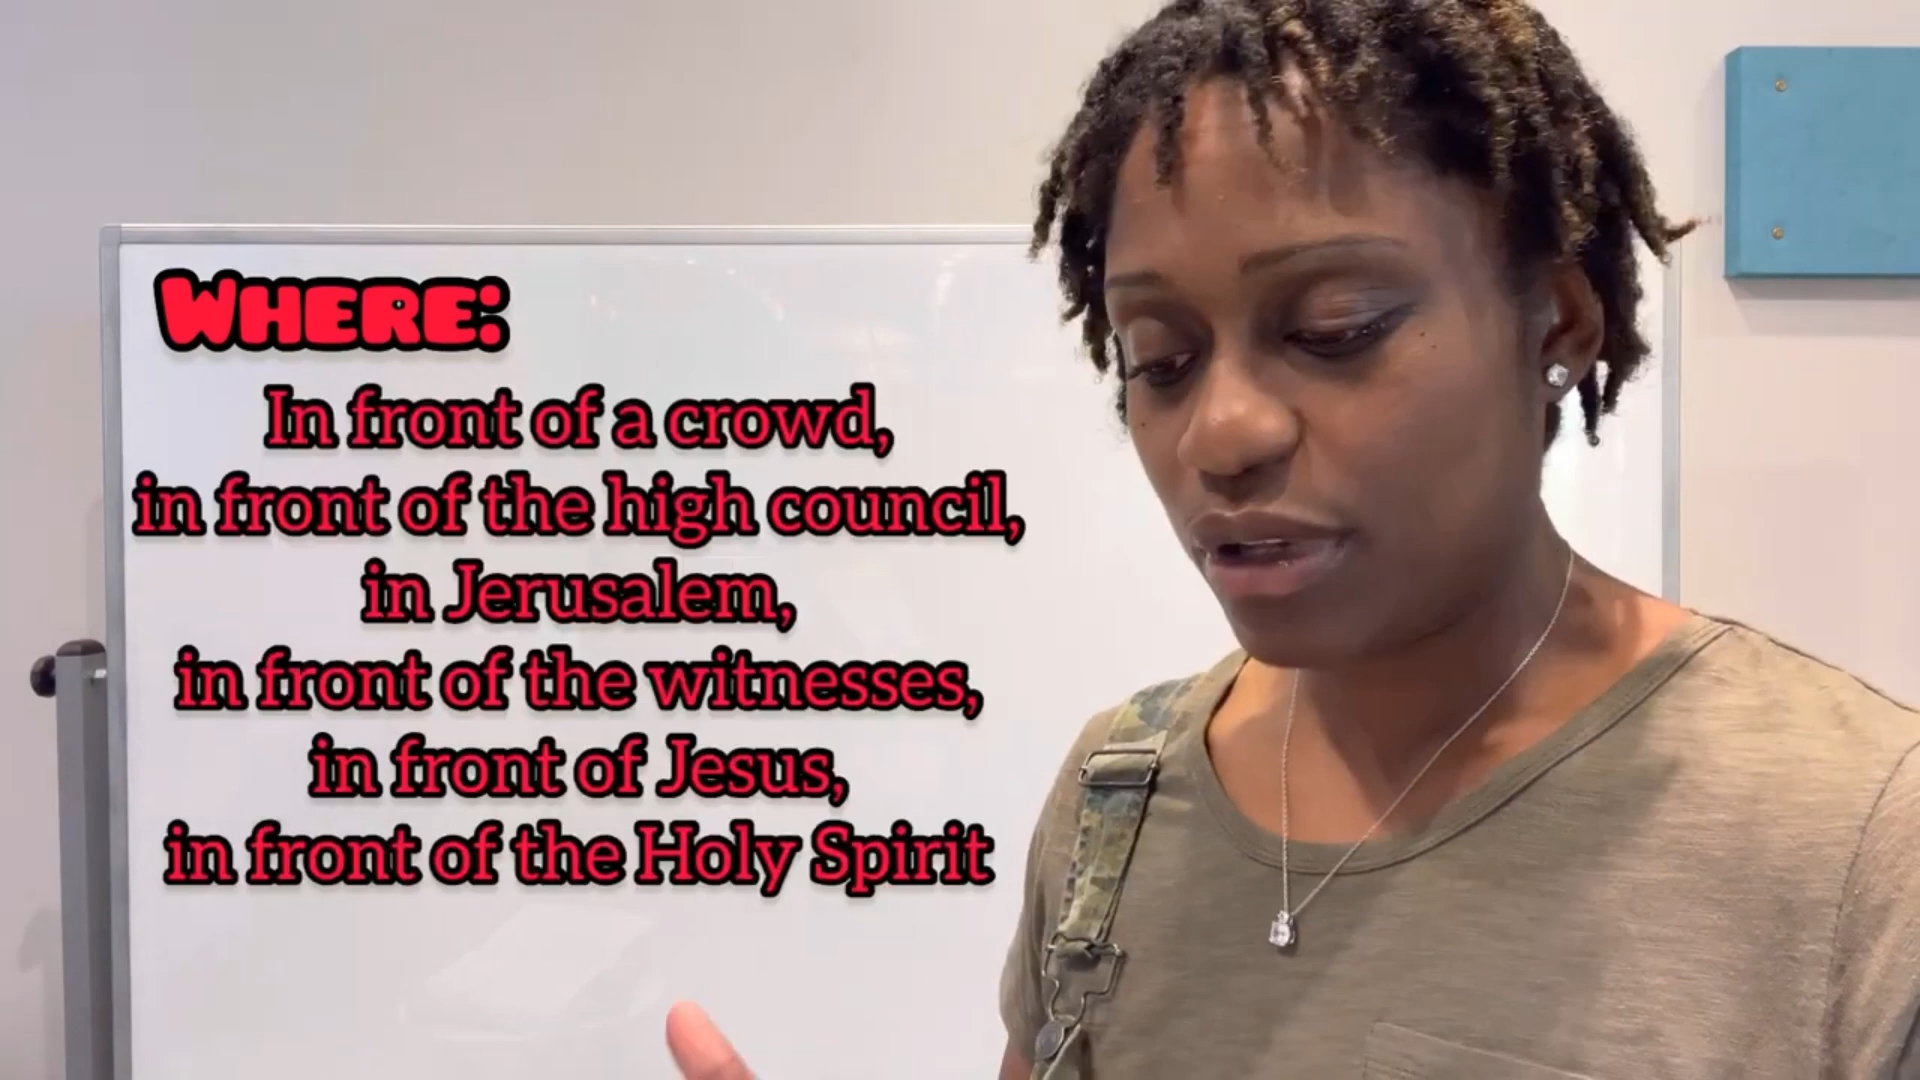 WHERE:
In front of a crowd,
in front of the high council,
in Jerusalem,
in front of the witnesses,
in front of Jesus,
in front of the Holy Spirit